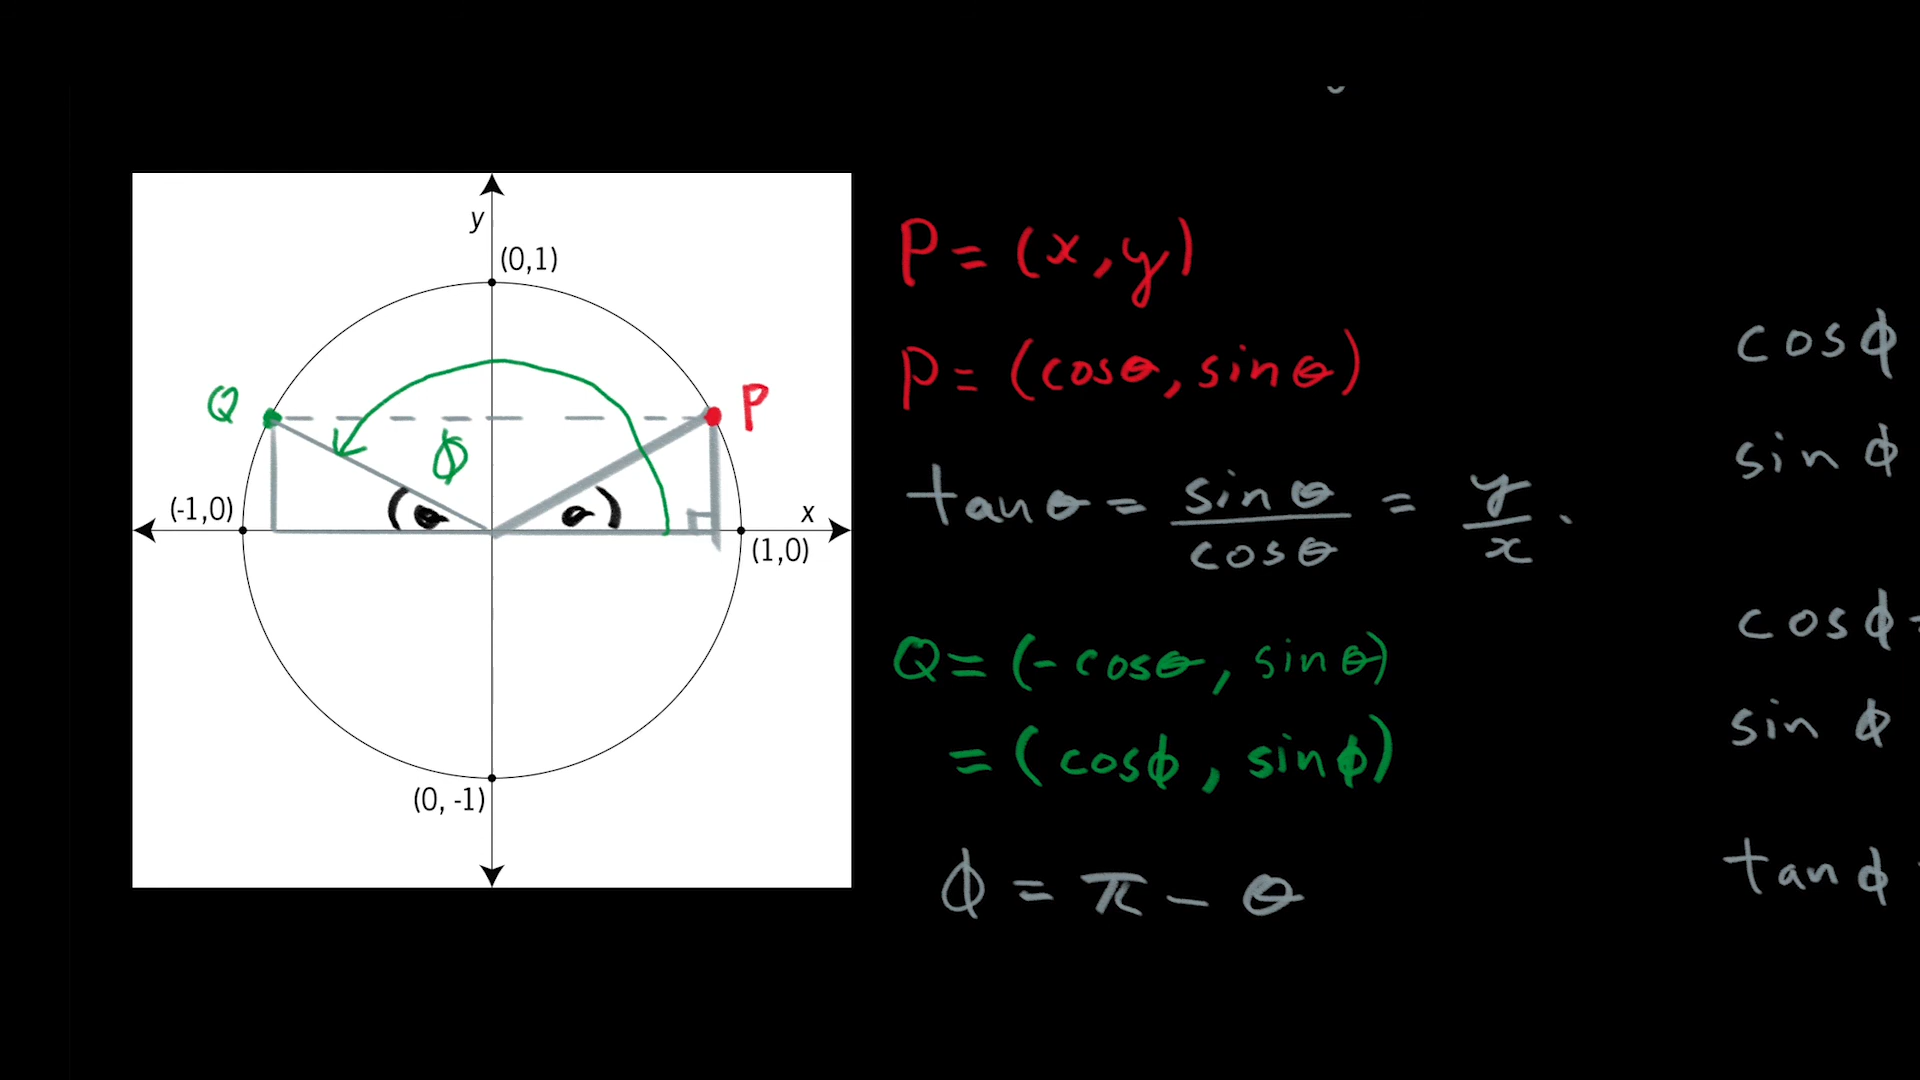 y
(0,1)
Q
P
ϕ
(-1,0)
θ
θ
x
(1,0)
(0, -1)
P = (x, y)
P = (cosθ, sinθ)
tanθ = sinθ/cosθ = y/x.
Q = (-cosθ, sinθ)
= (cosϕ, sinϕ)
ϕ = π - θ
cosϕ
sinϕ
cosϕ =
sinϕ
tanϕ